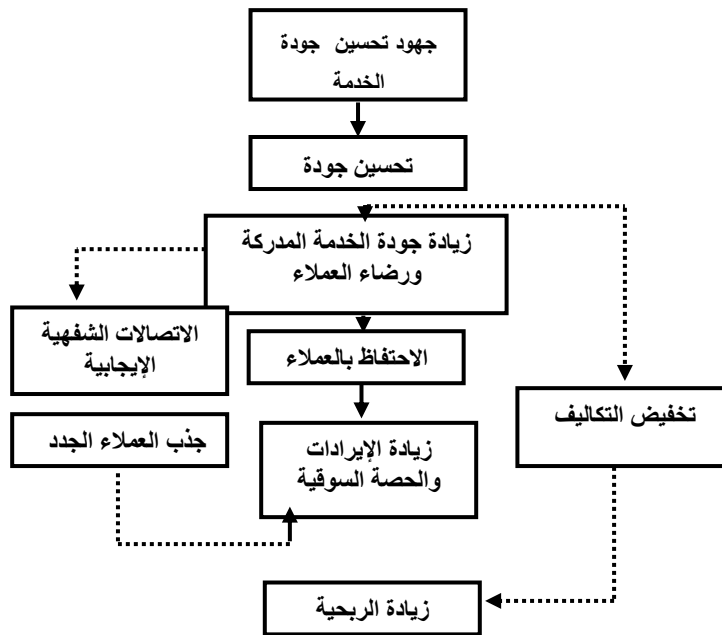 جهود تحسين جودة
الخدمة
تحسين جودة
زيادة جودة الخدمة المدركة
ورضاء العملاء
الاتصالات الشفهية
الإيجابية
الاحتفاظ بالعملاء
تخفيض التكاليف
جذب العملاء الجدد
زيادة الإيرادات
والحصة السوقية
زيادة الربحية